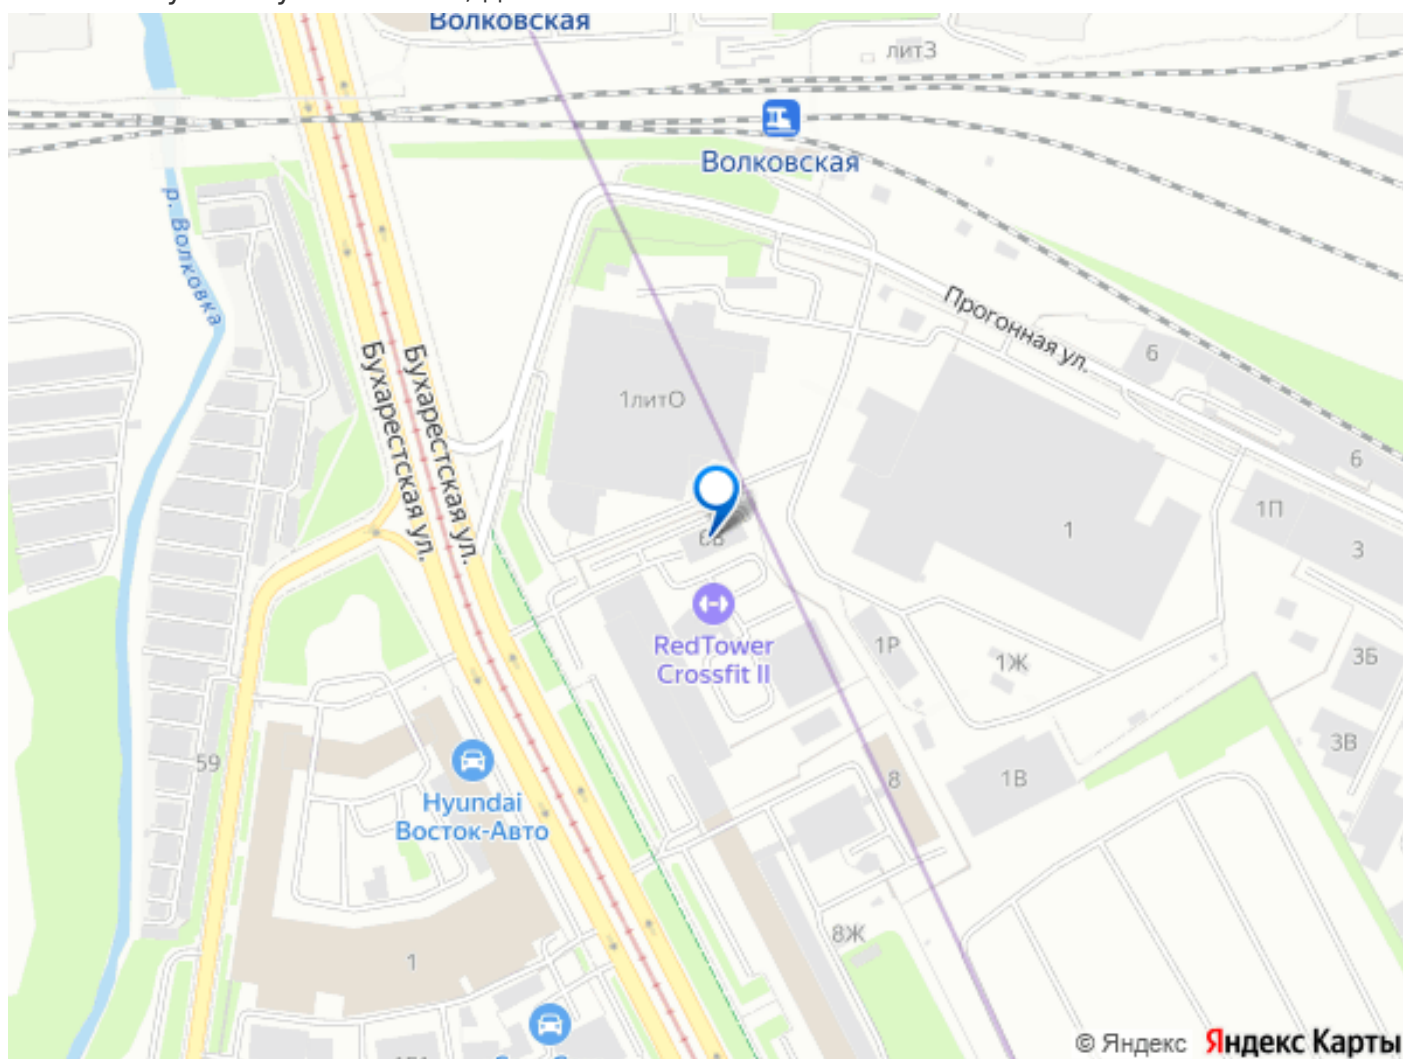 Волковская
лит3
Волковская
р. Волковка
Прогонная ул.
Бухарестская ул.
Бухарестская ул.
1литО
6
6
1П
1
3
6В
RedTower
Crossfit II
1Р
1Ж
3Б
3В
59
Hyundai
Восток-Авто
8
1В
8Ж
1
© Яндекс
Яндекс Карты